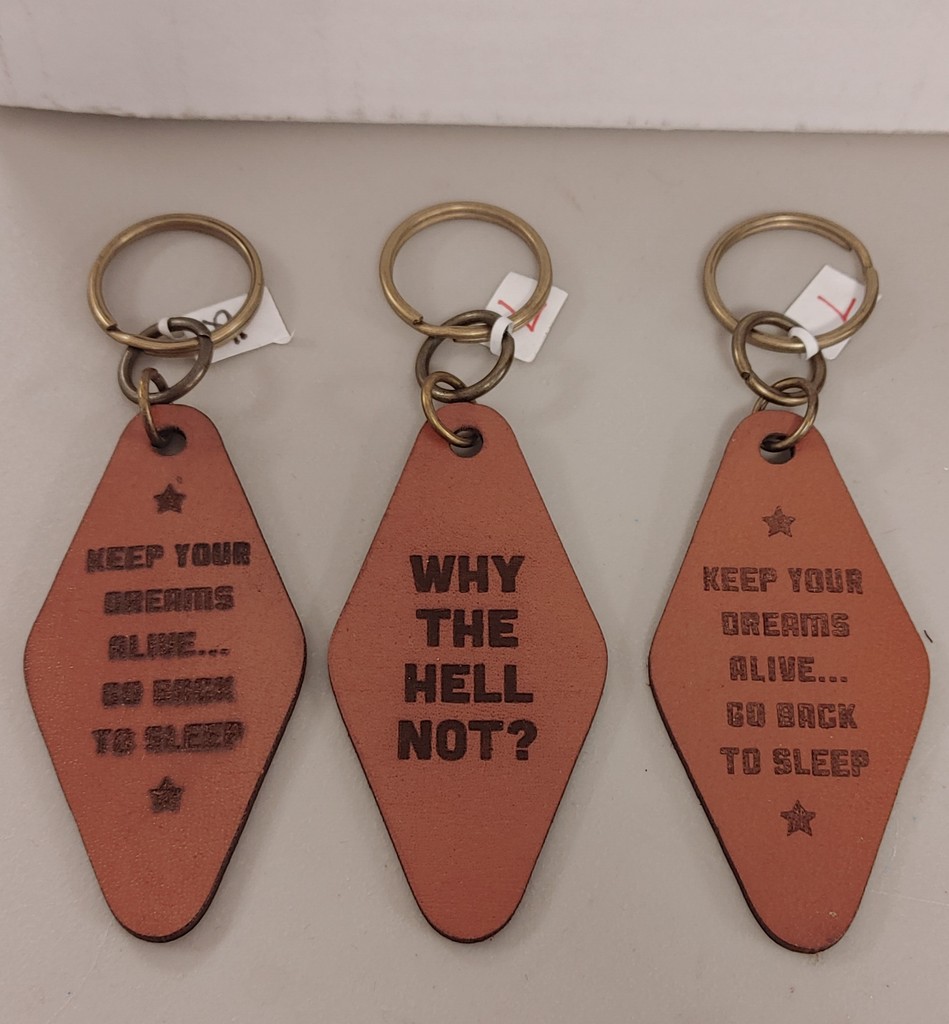 KEEP YOUR
DREAMS
ALIVE...
GO BACK
TO SLEEP
WHY
THE
HELL
NOT?
KEEP YOUR
DREAMS
ALIVE...
GO BACK
TO SLEEP